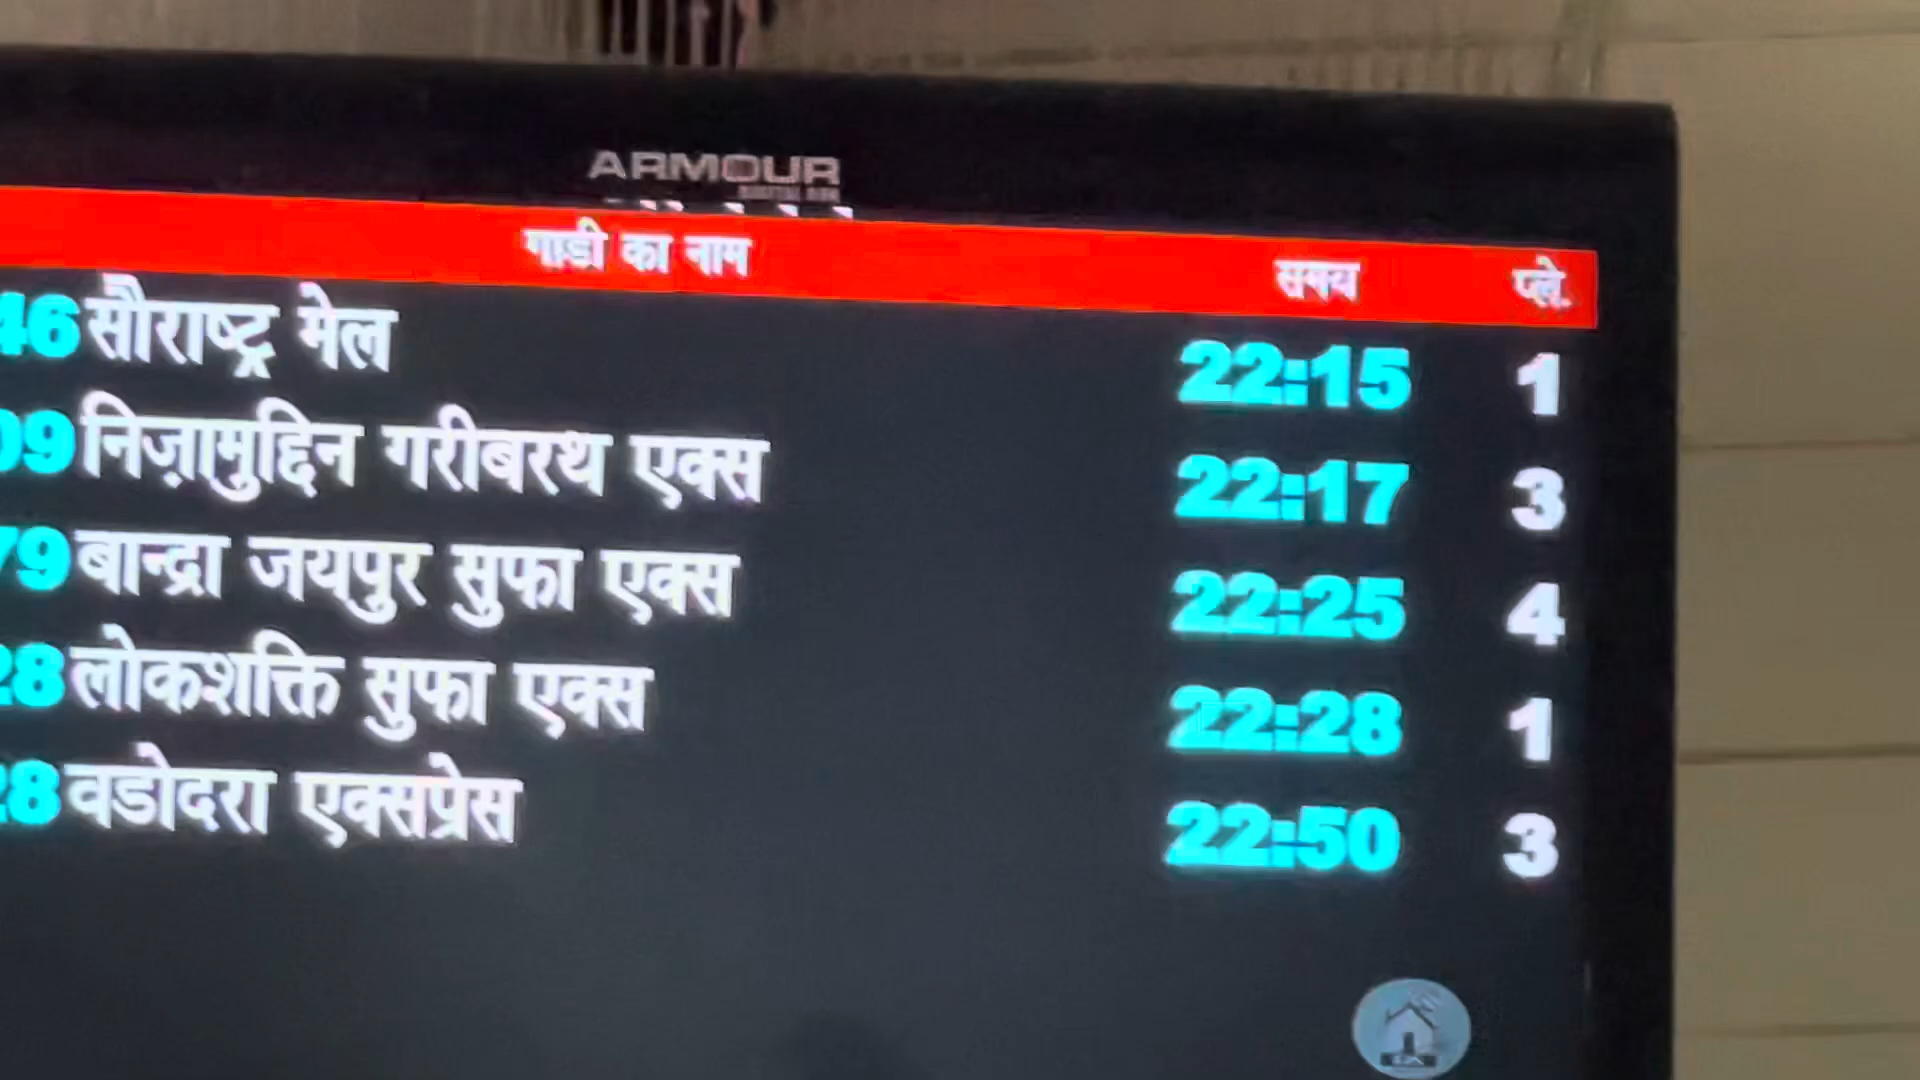 ARMOUR
गाडी का नाम समय प्ले.
46 सौराष्ट्र मेल 22:15 1
09 निज़ामुद्दिन गरीबरथ एक्स 22:17 3
79 बान्द्रा जयपुर सुफा एक्स 22:25 4
28 लोकशक्ति सुफा एक्स 22:28 1
28 वडोदरा एक्सप्रेस 22:50 3